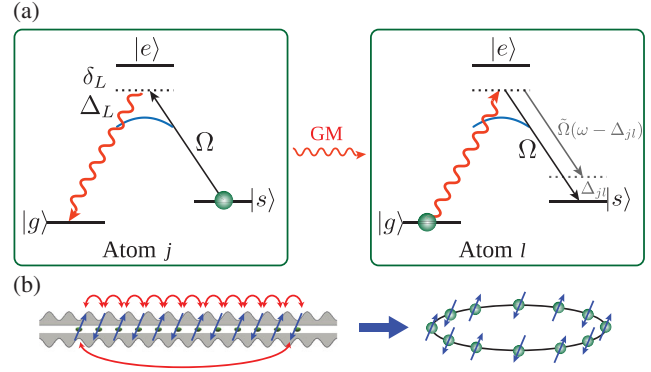 (a)
|e⟩
δ_L
Δ_L
Ω
|g⟩
|s⟩
Atom j
GM
|e⟩
Ω̃(ω − Δ_jl)
Ω
Δ_jl
|g⟩
|s⟩
Atom l
(b)